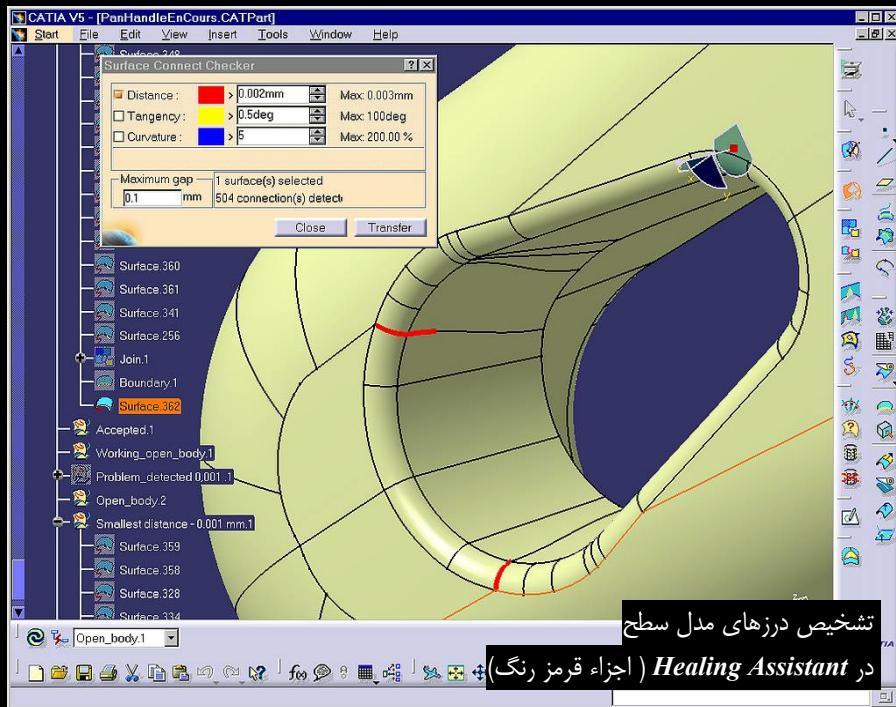 CATIA V5 - [PanHandleEnCours.CATPart]
Start File Edit View Insert Tools Window Help
Surface.348
Surface Connect Checker
Distance : > 0.002mm Max: 0.003mm
Tangency : > 0.5deg Max: 100deg
Curvature : > 5 Max: 200.00 %
Maximum gap
0.1 mm
1 surface(s) selected
504 connection(s) detect
Close Transfer
x
y
Surface.360
Surface.361
Surface.341
Surface.256
Join.1
Boundary.1
Surface.362
Accepted.1
Working_open_body.1
Problem_detected 0,001 .1
Open_body.2
Smallest distance - 0.001 mm.1
Surface.359
Surface.358
Surface.328
Surface.334
Open_body.1
تشخیص درزهای مدل سطح
در Healing Assistant ( اجزاء قرمز رنگ)